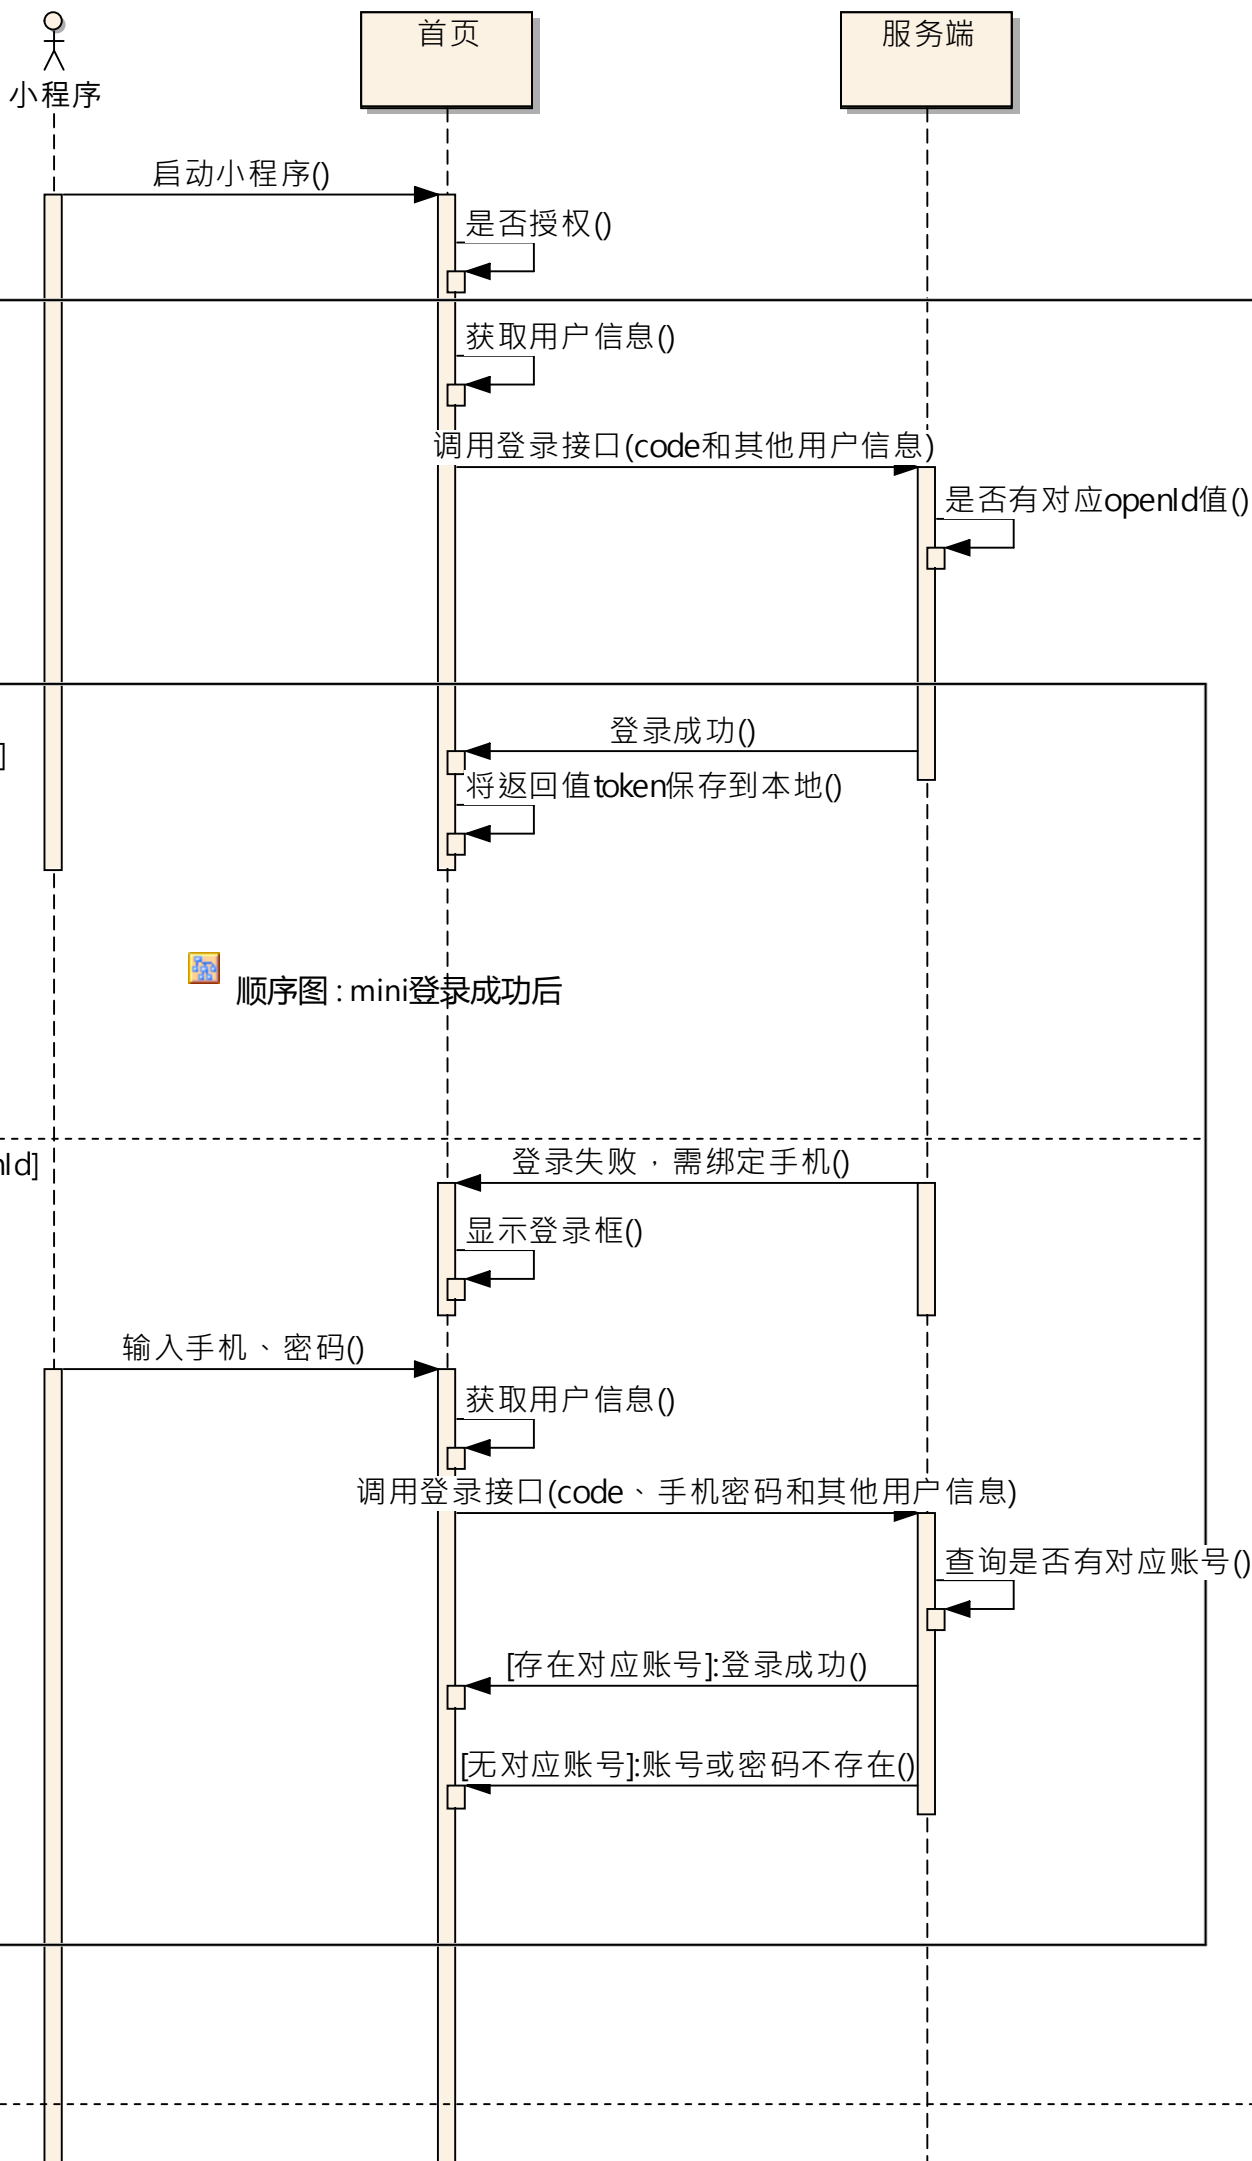 小程序
首页
服务端
启动小程序()
是否授权()
获取用户信息()
调用登录接口(code和其他用户信息)
是否有对应openId值()
登录成功()
]
将返回值token保存到本地()
顺序图 : mini登录成功后
登录失败，需绑定手机()
Id]
显示登录框()
输入手机、密码()
获取用户信息()
调用登录接口(code、手机密码和其他用户信息)
查询是否有对应账号()
[存在对应账号]:登录成功()
[无对应账号]:账号或密码不存在()